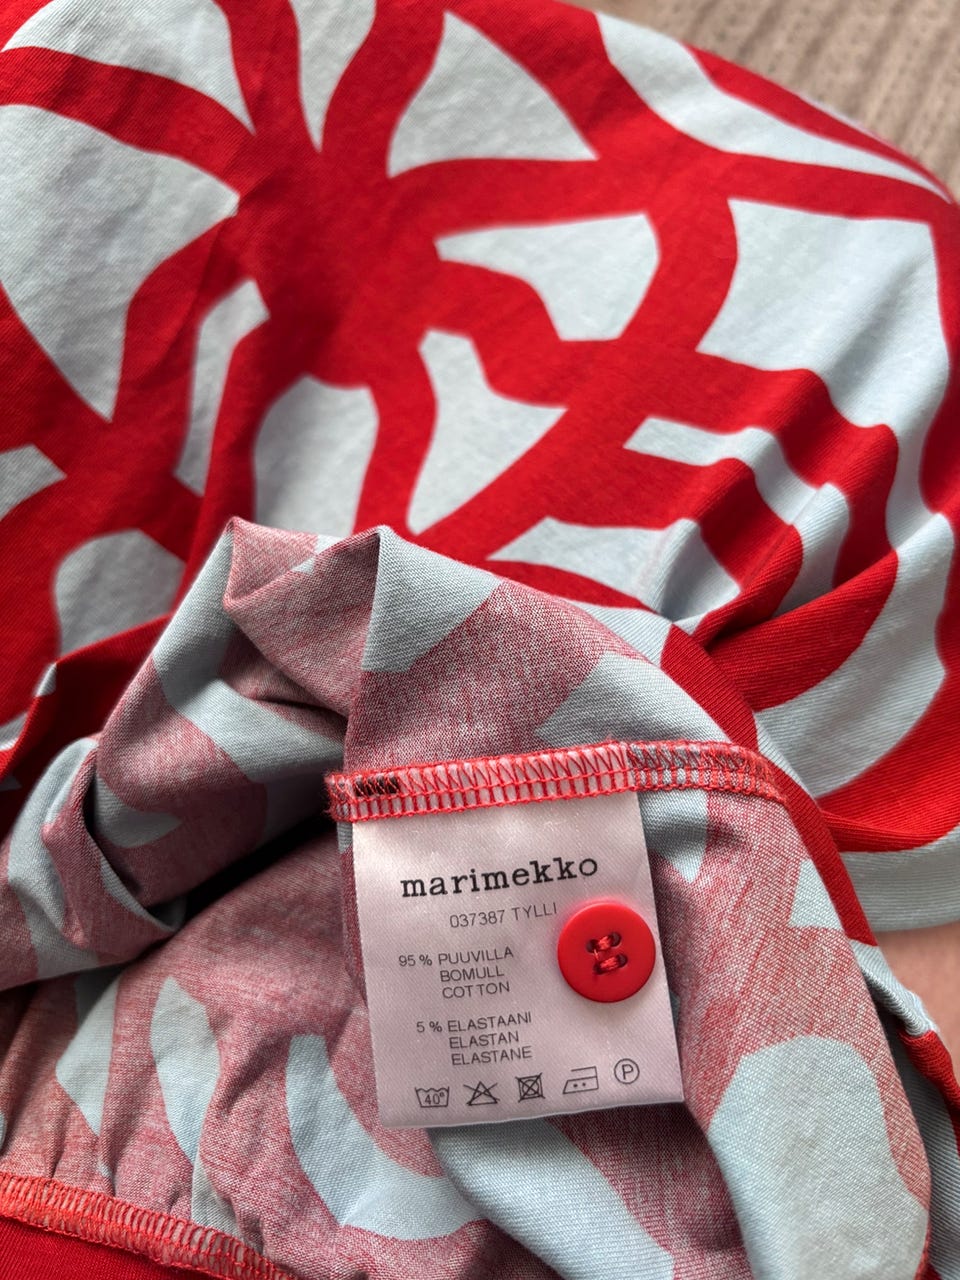 marimekko
037387 TYLLI
95 % PUUVILLA
BOMULL
COTTON
5 % ELASTAANI
ELASTAN
ELASTANE
40° P